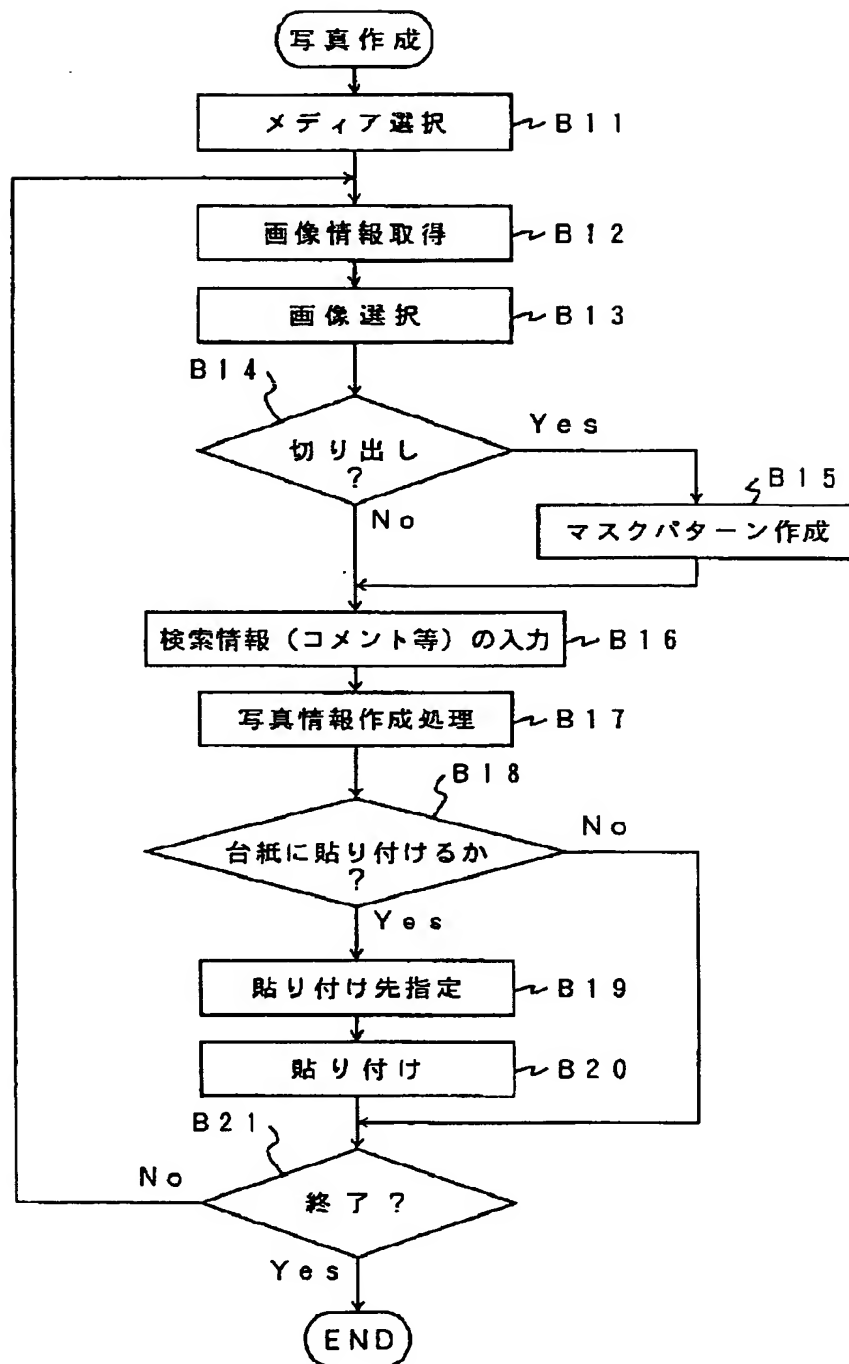 写真作成
メディア選択 B11
画像情報取得 B12
画像選択 B13
B14
切り出し
?
Yes
No
B15
マスクパターン作成
検索情報（コメント等）の入力 B16
写真情報作成処理 B17
B18
台紙に貼り付けるか
?
No
Yes
貼り付け先指定 B19
貼り付け B20
B21
No
終了?
Yes
END